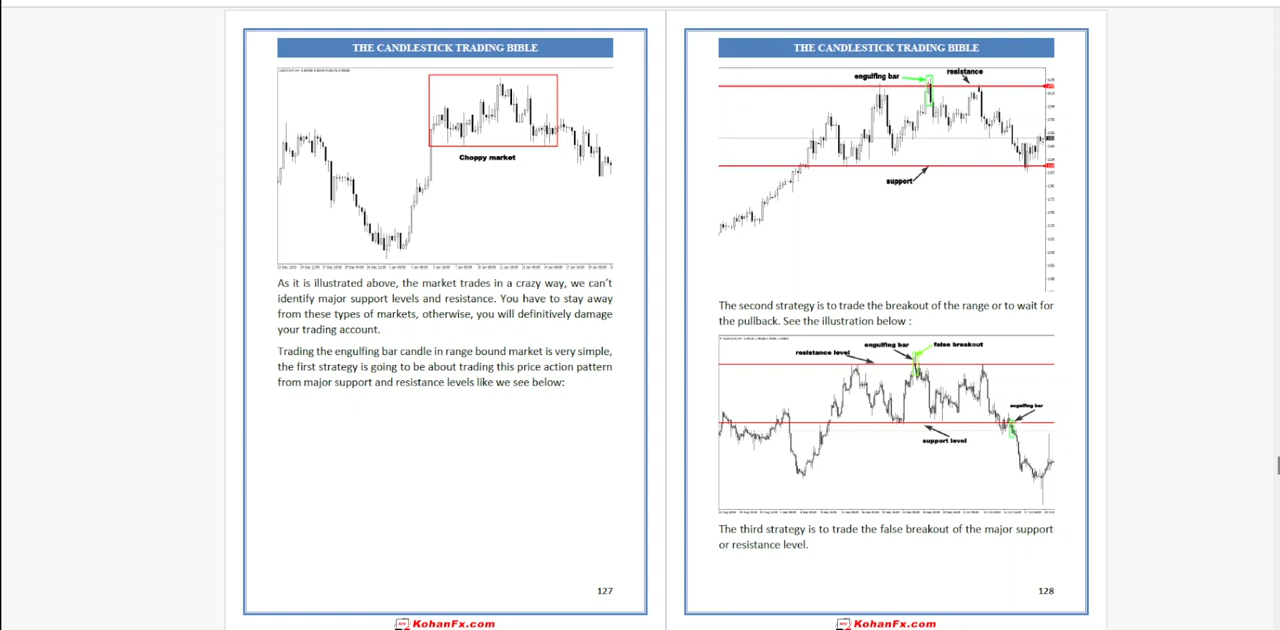 THE CANDLESTICK TRADING BIBLE
Choppy market
As it is illustrated above, the market trades in a crazy way, we can't
identify major support levels and resistance. You have to stay away
from these types of markets, otherwise, you will definitively damage
your trading account.
Trading the engulfing bar candle in range bound market is very simple,
the first strategy is going to be about trading this price action pattern
from major support and resistance levels like we see below:
127
KohanFx.com
THE CANDLESTICK TRADING BIBLE
engulfing bar
resistance
support
The second strategy is to trade the breakout of the range or to wait for
the pullback. See the illustration below :
engulfing bar
false breakout
resistance level
engulfing bar
support level
The third strategy is to trade the false breakout of the major support
or resistance level.
128
KohanFx.com